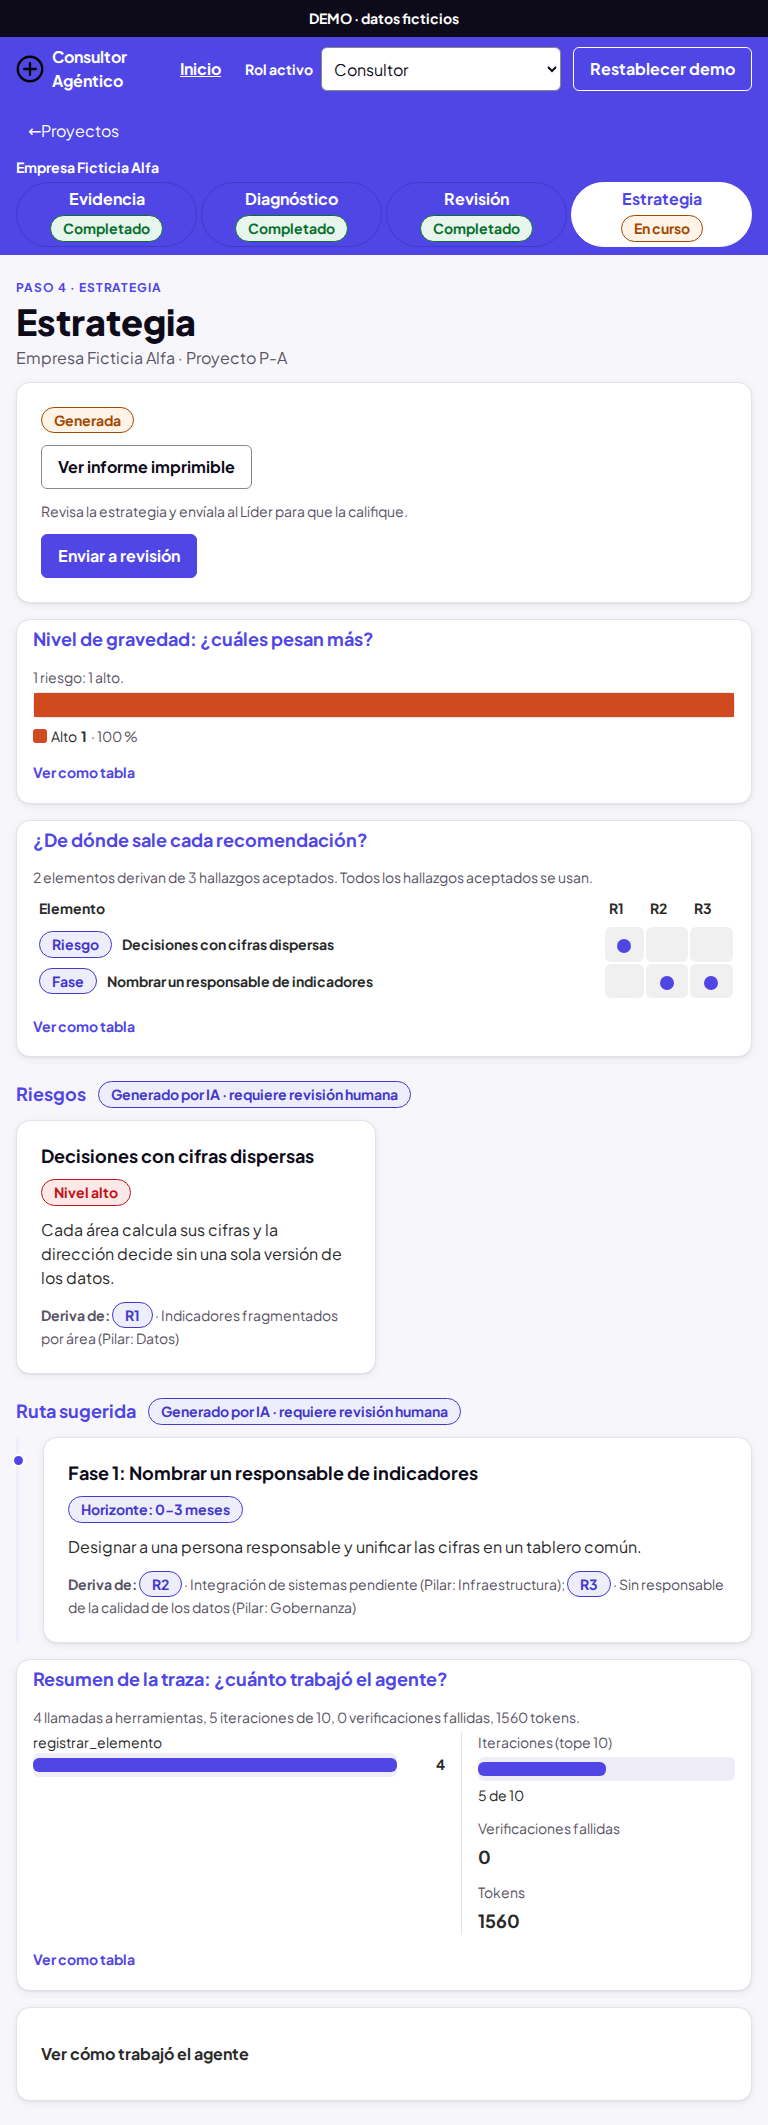 DEMO · datos ficticios
Consultor
Agéntico
Inicio
Rol activo
Consultor
Restablecer demo
←Proyectos
Empresa Ficticia Alfa
Evidencia
Completado
Diagnóstico
Completado
Revisión
Completado
Estrategia
En curso
PASO 4 · ESTRATEGIA
Estrategia
Empresa Ficticia Alfa · Proyecto P-A
Generada
Ver informe imprimible
Revisa la estrategia y envíala al Líder para que la califique.
Enviar a revisión
Nivel de gravedad: ¿cuáles pesan más?
1 riesgo: 1 alto.
Alto 1 · 100 %
Ver como tabla
¿De dónde sale cada recomendación?
2 elementos derivan de 3 hallazgos aceptados. Todos los hallazgos aceptados se usan.
Elemento R1 R2 R3
Riesgo Decisiones con cifras dispersas
Fase Nombrar un responsable de indicadores
Ver como tabla
Riesgos Generado por IA · requiere revisión humana
Decisiones con cifras dispersas
Nivel alto
Cada área calcula sus cifras y la
dirección decide sin una sola versión de
los datos.
Deriva de: R1 · Indicadores fragmentados
por área (Pilar: Datos)
Ruta sugerida Generado por IA · requiere revisión humana
Fase 1: Nombrar un responsable de indicadores
Horizonte: 0–3 meses
Designar a una persona responsable y unificar las cifras en un tablero común.
Deriva de: R2 · Integración de sistemas pendiente (Pilar: Infraestructura); R3 · Sin responsable
de la calidad de los datos (Pilar: Gobernanza)
Resumen de la traza: ¿cuánto trabajó el agente?
4 llamadas a herramientas, 5 iteraciones de 10, 0 verificaciones fallidas, 1560 tokens.
registrar_elemento
4
Iteraciones (tope 10)
5 de 10
Verificaciones fallidas
0
Tokens
1560
Ver como tabla
Ver cómo trabajó el agente